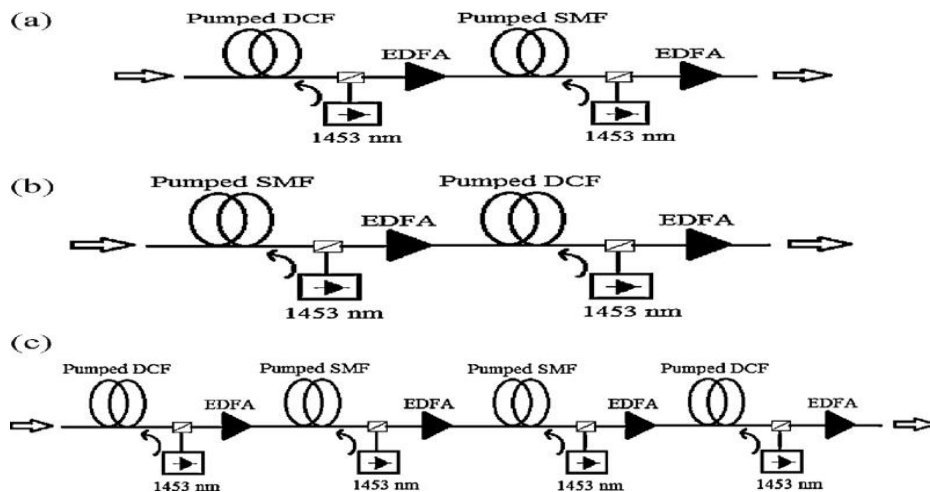 (a)
Pumped DCF
Pumped SMF
EDFA
EDFA
1453 nm
1453 nm
(b)
Pumped SMF
Pumped DCF
EDFA
EDFA
1453 nm
1453 nm
(c)
Pumped DCF
Pumped SMF
Pumped SMF
Pumped DCF
EDFA
EDFA
EDFA
EDFA
1453 nm
1453 nm
1453 nm
1453 nm